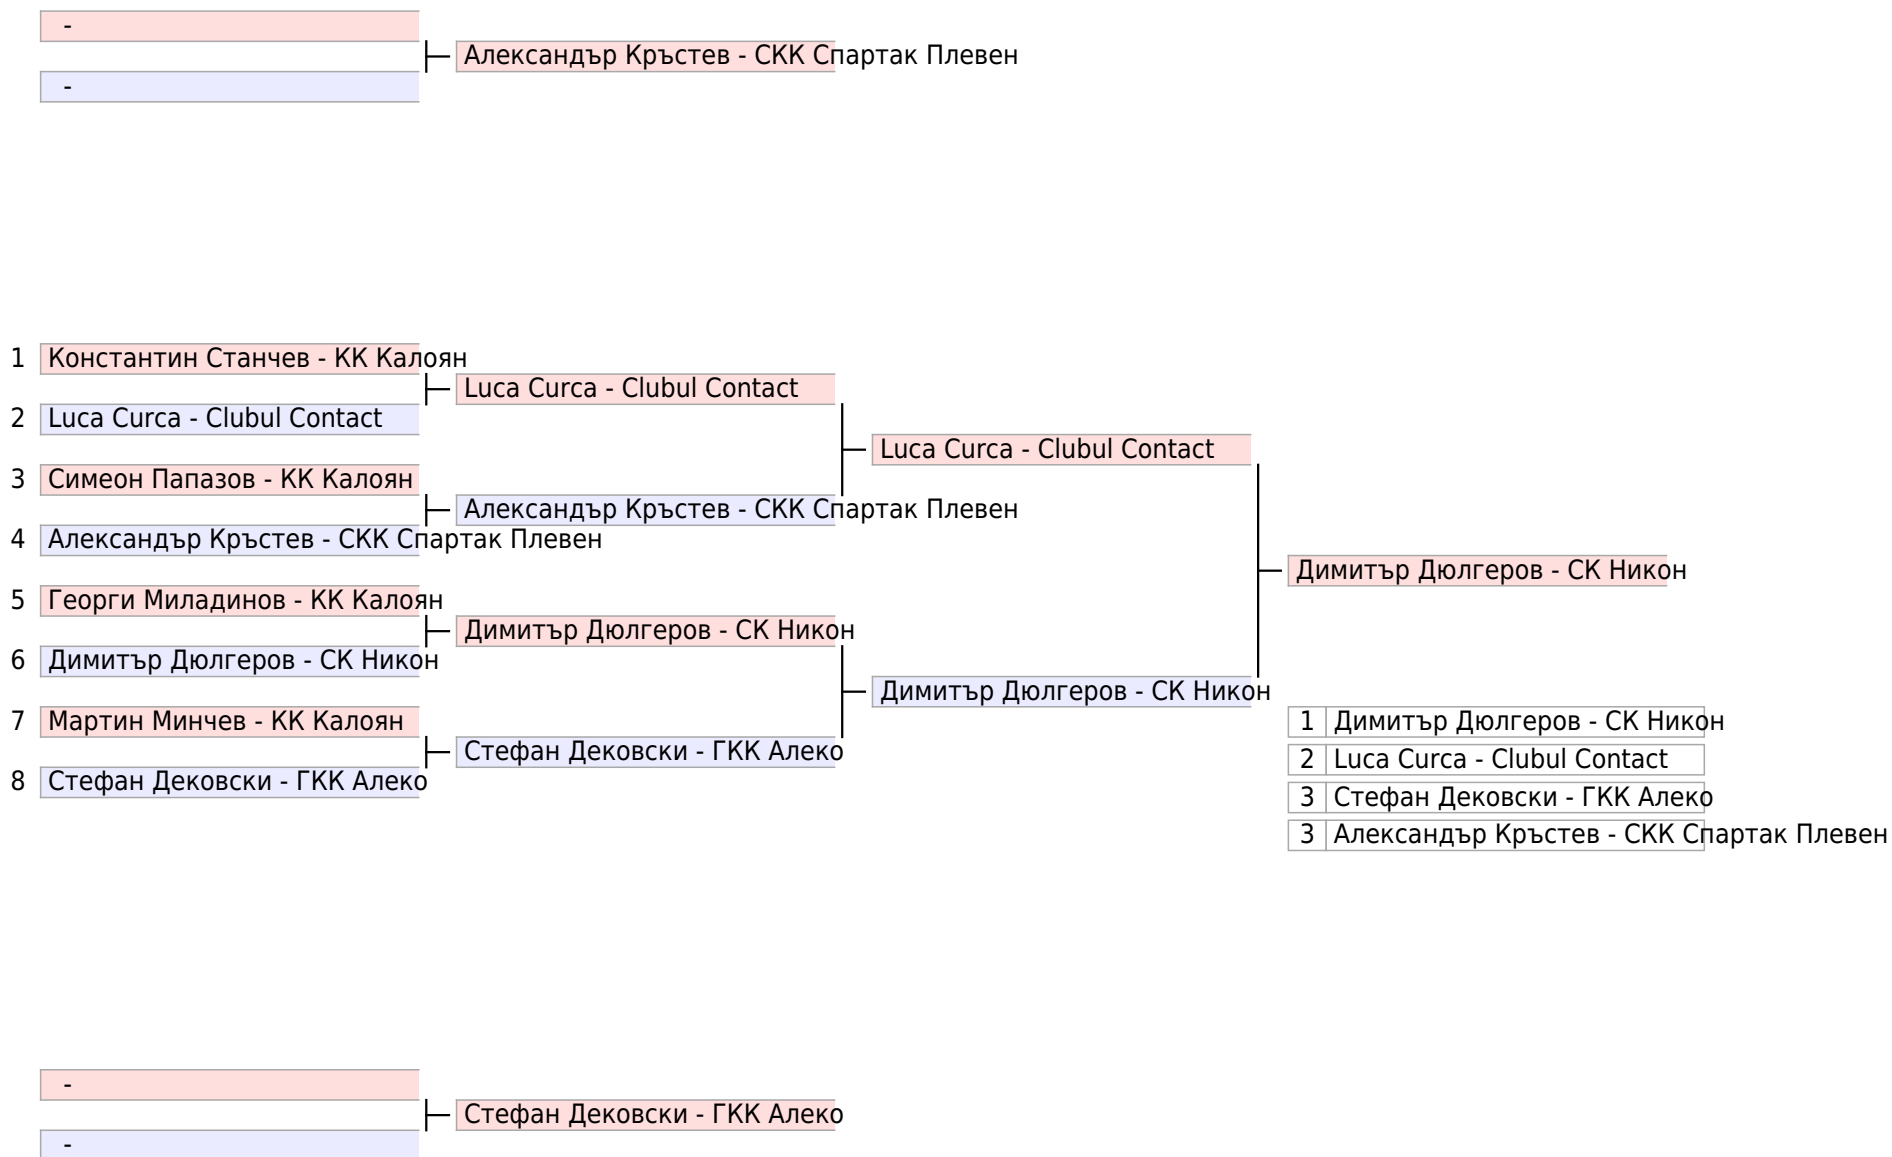 -
Александър Кръстев - СКК Спартак Плевен
-
1 Константин Станчев - КК Калоян
Luca Curca - Clubul Contact
2 Luca Curca - Clubul Contact
Luca Curca - Clubul Contact
3 Симеон Папазов - КК Калоян
Александър Кръстев - СКК Спартак Плевен
4 Александър Кръстев - СКК Спартак Плевен
Димитър Дюлгеров - СК Никон
5 Георги Миладинов - КК Калоян
Димитър Дюлгеров - СК Никон
6 Димитър Дюлгеров - СК Никон
Димитър Дюлгеров - СК Никон
7 Мартин Минчев - КК Калоян
Стефан Дековски - ГКК Алеко
8 Стефан Дековски - ГКК Алеко
1 Димитър Дюлгеров - СК Никон
2 Luca Curca - Clubul Contact
3 Стефан Дековски - ГКК Алеко
3 Александър Кръстев - СКК Спартак Плевен
-
Стефан Дековски - ГКК Алеко
-